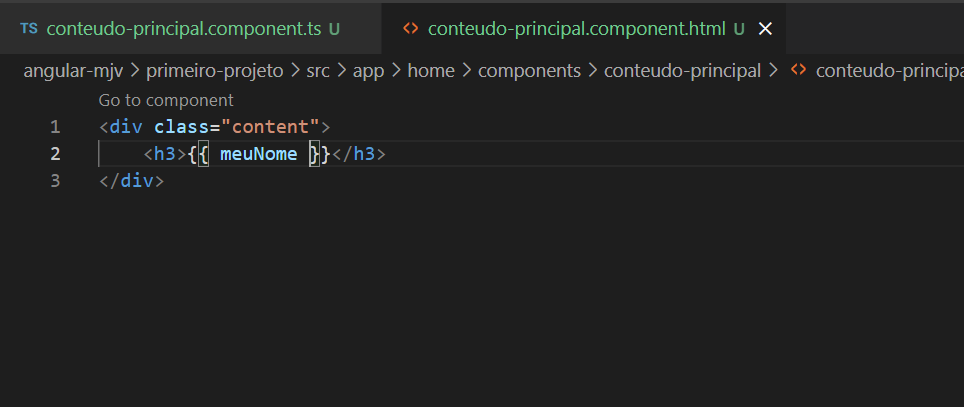 TS conteudo-principal.component.ts U <> conteudo-principal.component.html U ×
angular-mjv > primeiro-projeto > src > app > home > components > conteudo-principal > <> conteudo-principa
Go to component
1 <div class="content">
2 <h3>{{ meuNome }}</h3>
3 </div>